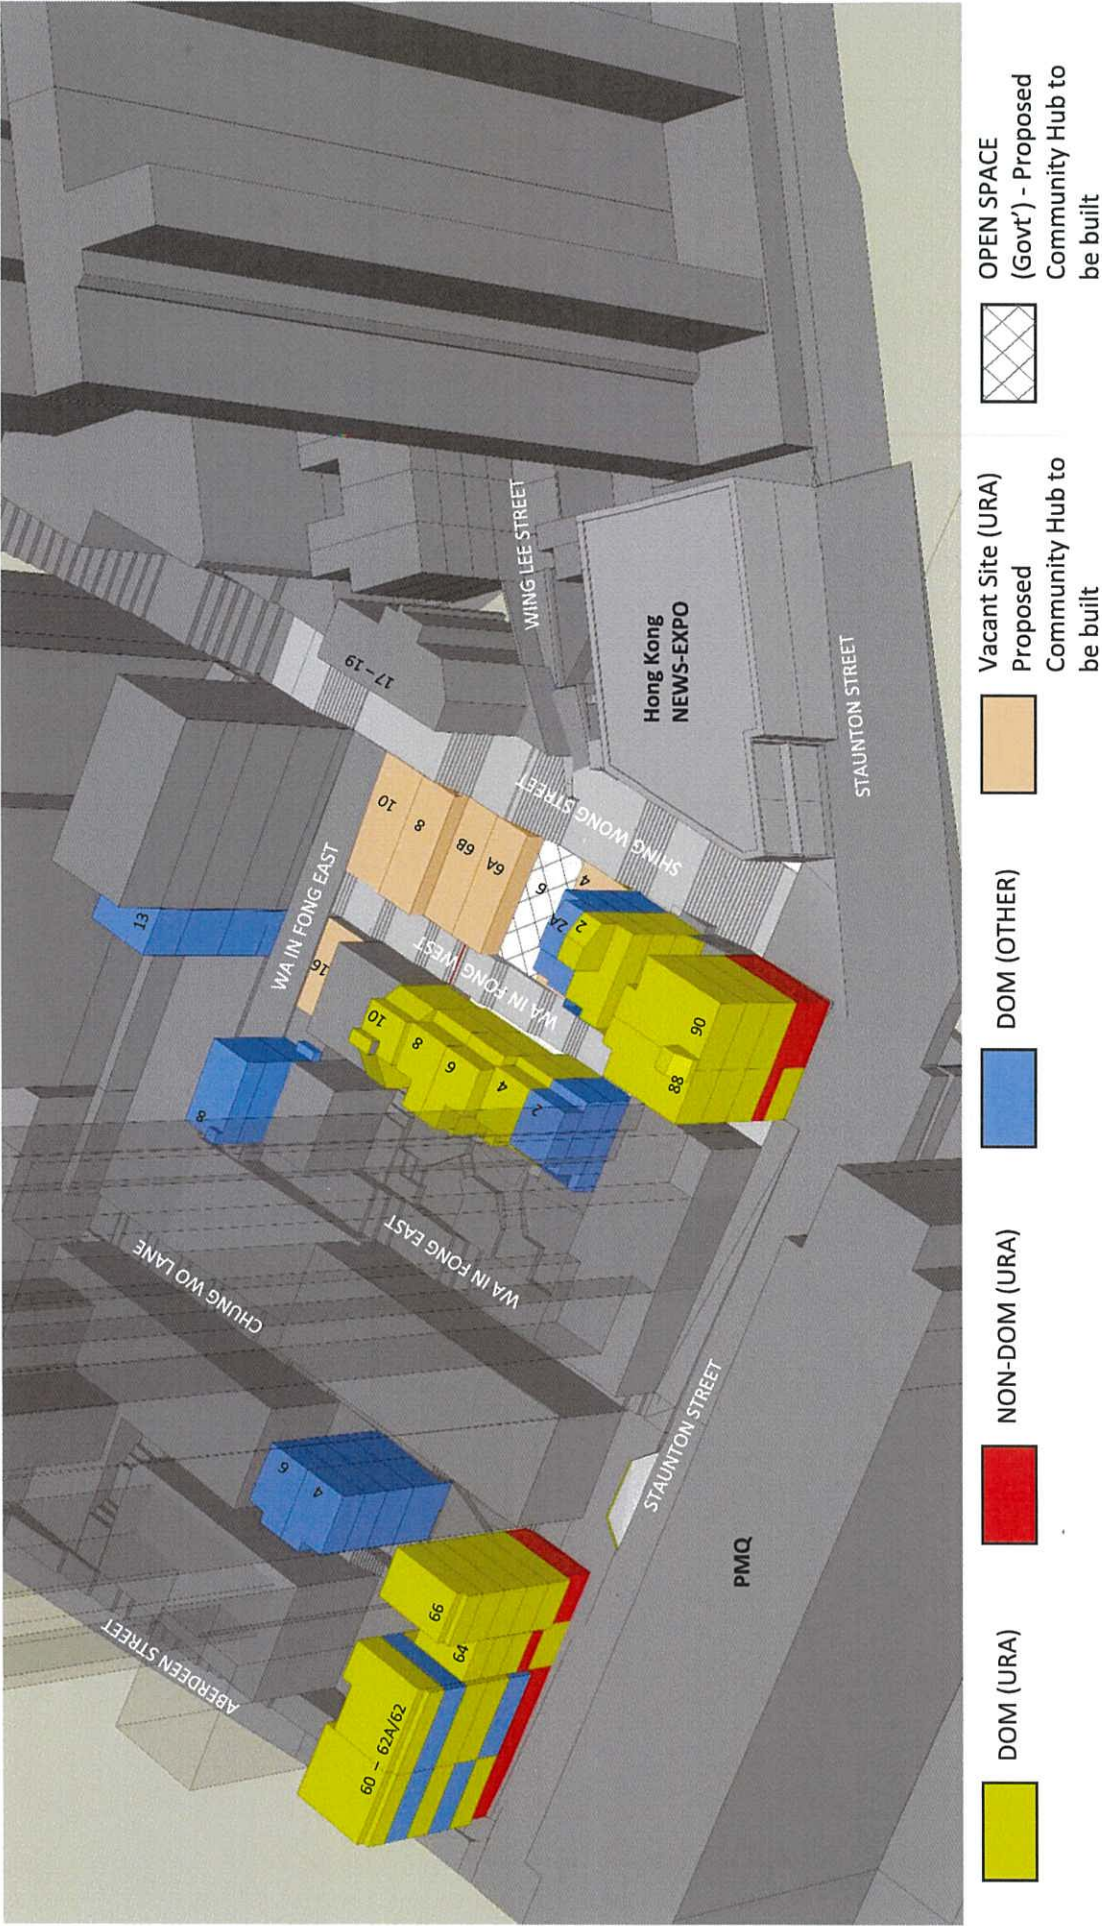 ABERDEEN STREET
60 – 62A/62
64
66
4
6
CHUNG WO LANE
WA IN FONG EAST
8
13
WA IN FONG EAST
16
10
8
6
4
2
WA IN FONG WEST
10
8
6B
6A
6
4
2A
2
88
90
SHING WONG STREET
17 – 19
WING LEE STREET
Hong Kong
NEWS-EXPO
STAUNTON STREET
STAUNTON STREET
PMQ
DOM (URA)
NON-DOM (URA)
DOM (OTHER)
Vacant Site (URA)
Proposed
Community Hub to
be built
OPEN SPACE
(Govt') - Proposed
Community Hub to
be built